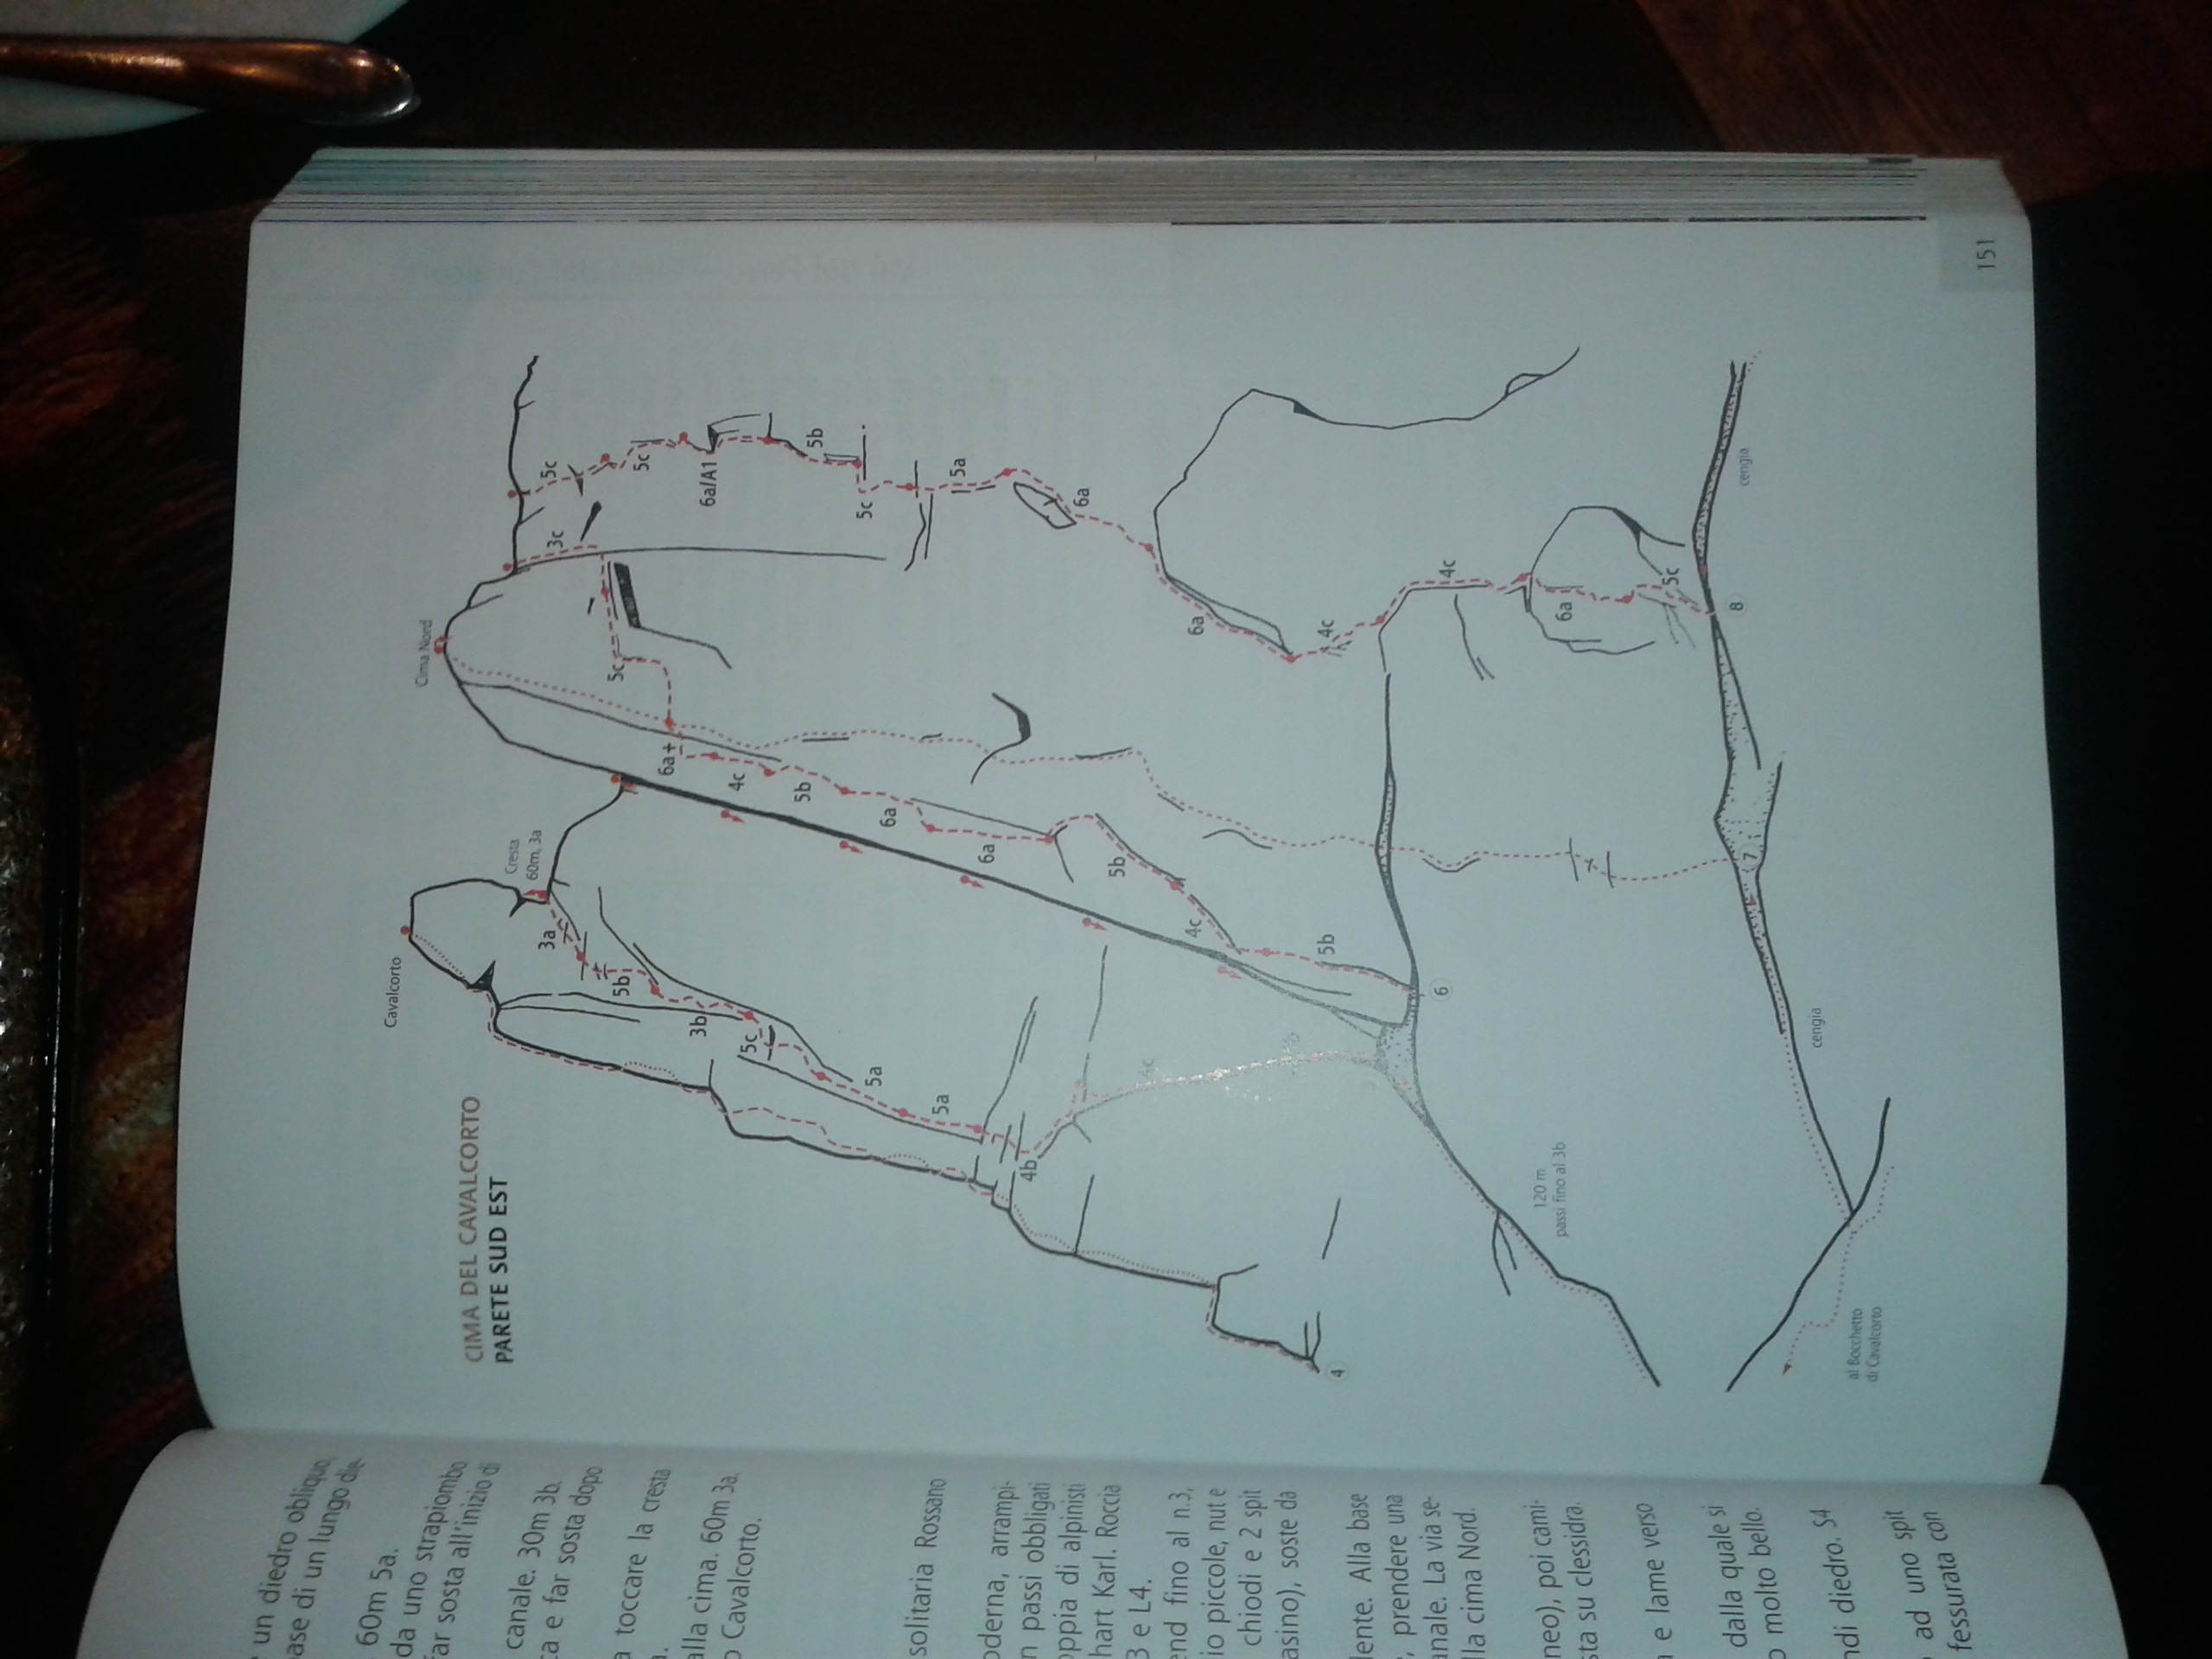 un diedro obliquo,
base di un lungo die-
60m 5a.
da uno strapiombo
far sosta all'inizio di
canale. 30m 3b.
ca e far sosta dopo
a toccare la cresta
a.
alla cima. 60m 3a.
o Cavalcorto.
solitaria Rossano
oderna, arrampi-
n passi obbligati
oppia di alpinisti
hart Karl. Roccia
3 e L4.
end fino al n.3,
io piccole, nut e
chiodi e 2 spit
asino), soste da
dente. Alla base
e, prendere una
anale. La via se-
lla cima Nord.
neo), poi cami-
sta su clessidra.
a e lame verso
dalla quale si
o molto bello.
ndi diedro. S4
ad uno spit
fessurata con
CIMA DEL CAVALCORTO
PARETE SUD EST
Cavalcorto
Cima Nord
Cresta
60m, 3a
3a
5b
3b
5c
5a
5a
4b
4c
4
6a+
4c
5b
6a
6a
5b
4c
5b
6
5c
3c
5c
5c
6a/A1
5b
5c
5a
6a
6a
4c
4c
6a
5c
8
7
120 m
passi fino al 3b
cengia
cengia
al Bocchetto
di Cavalcorto
151